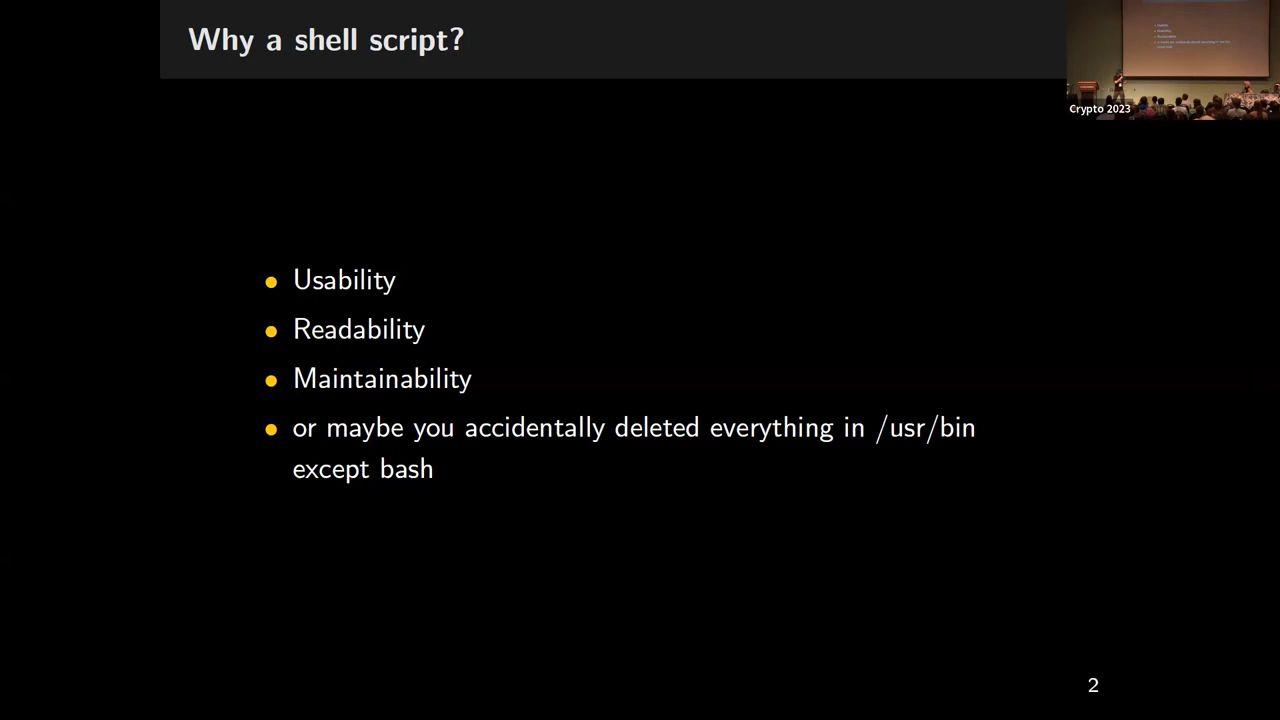 Why a shell script?
Crypto 2023
• Usability
• Readability
• Maintainability
• or maybe you accidentally deleted everything in /usr/bin
except bash
2